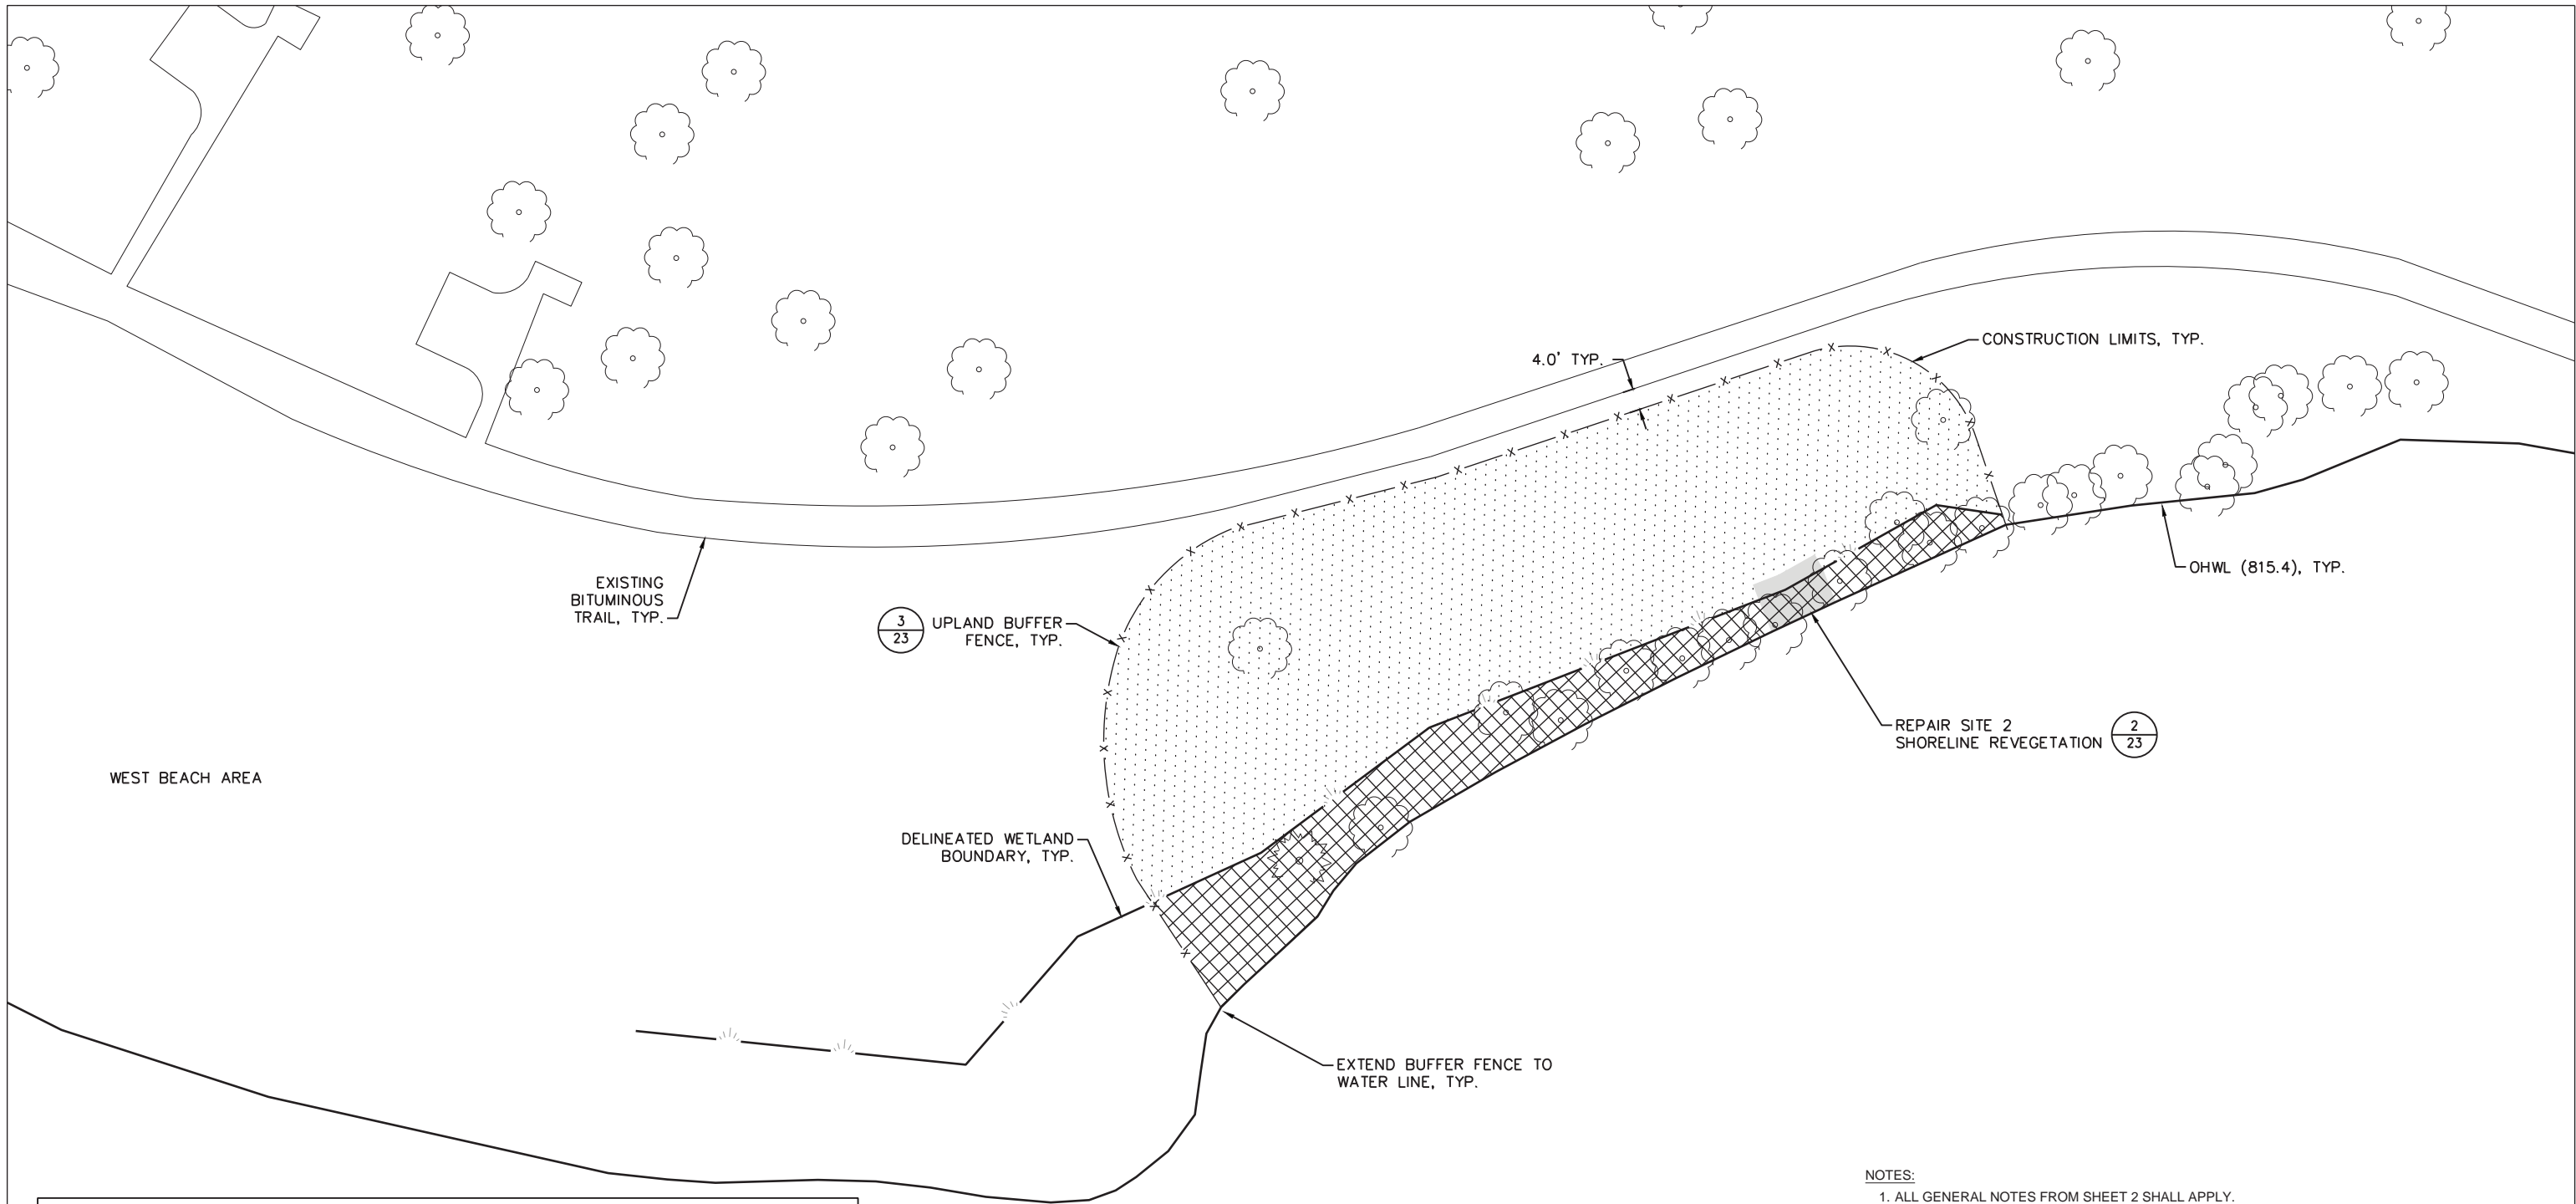 4.0' TYP.
CONSTRUCTION LIMITS, TYP.
EXISTING
BITUMINOUS
TRAIL, TYP.
3
23
UPLAND BUFFER
FENCE, TYP.
OHWL (815.4), TYP.
REPAIR SITE 2
SHORELINE REVEGETATION
2
23
WEST BEACH AREA
DELINEATED WETLAND
BOUNDARY, TYP.
EXTEND BUFFER FENCE TO
WATER LINE, TYP.
NOTES:
1. ALL GENERAL NOTES FROM SHEET 2 SHALL APPLY.